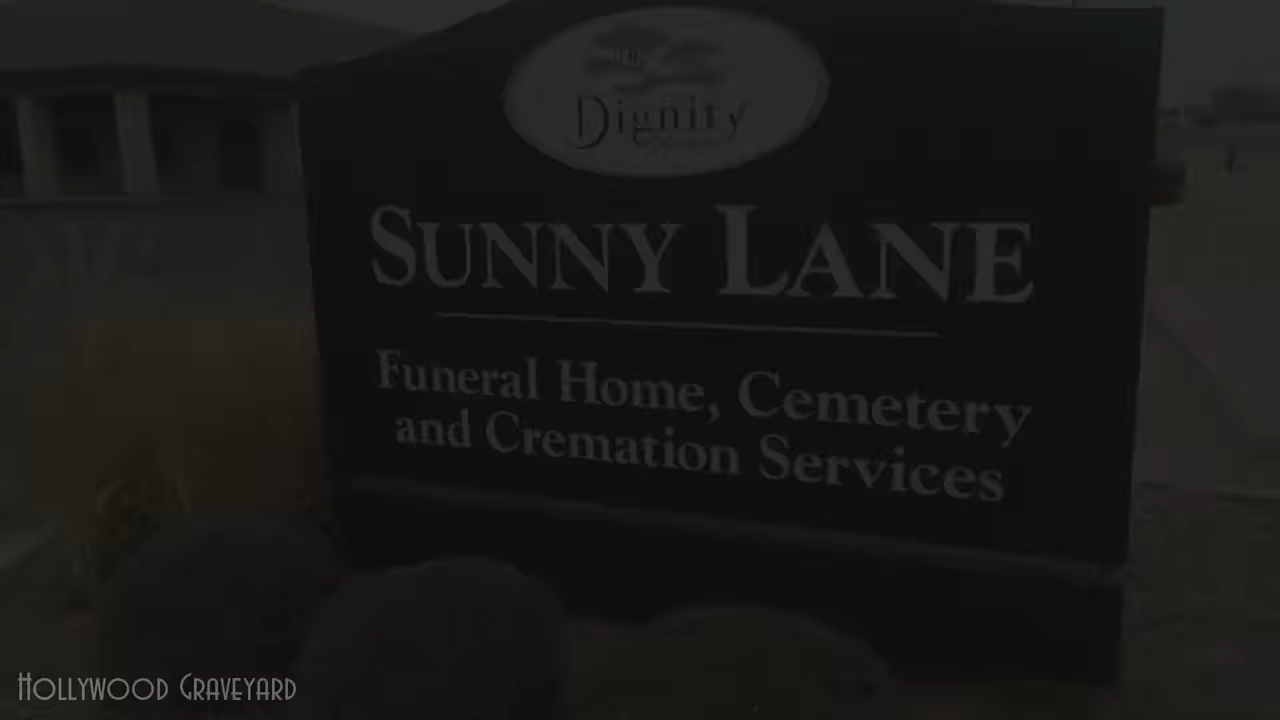 Dignity
SUNNY LANE
Funeral Home, Cemetery
and Cremation Services
HOLLYWOOD GRAVEYARD